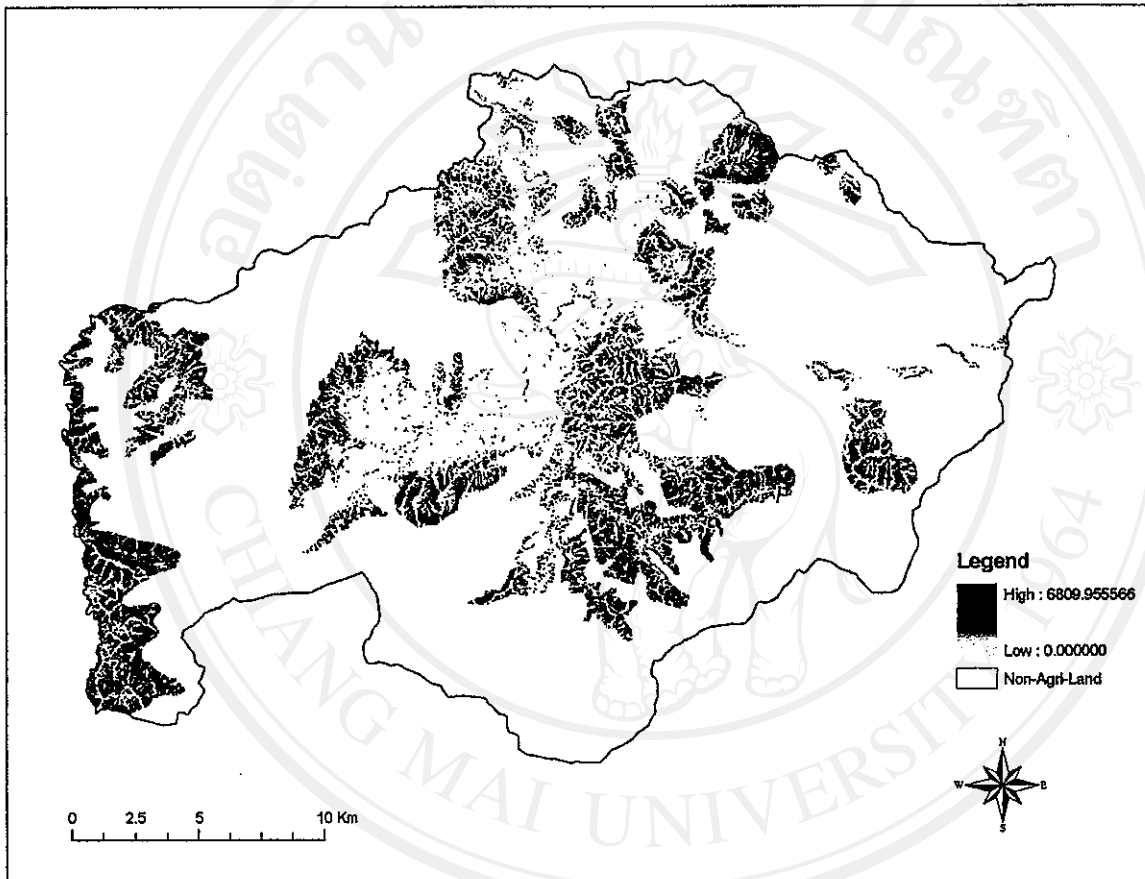 Legend
High : 6809.955566
Low : 0.000000
Non-Agri-Land
N
W
E
S
0 2.5 5 10 Km
CHIANG MAI UNIVERSITY 1964